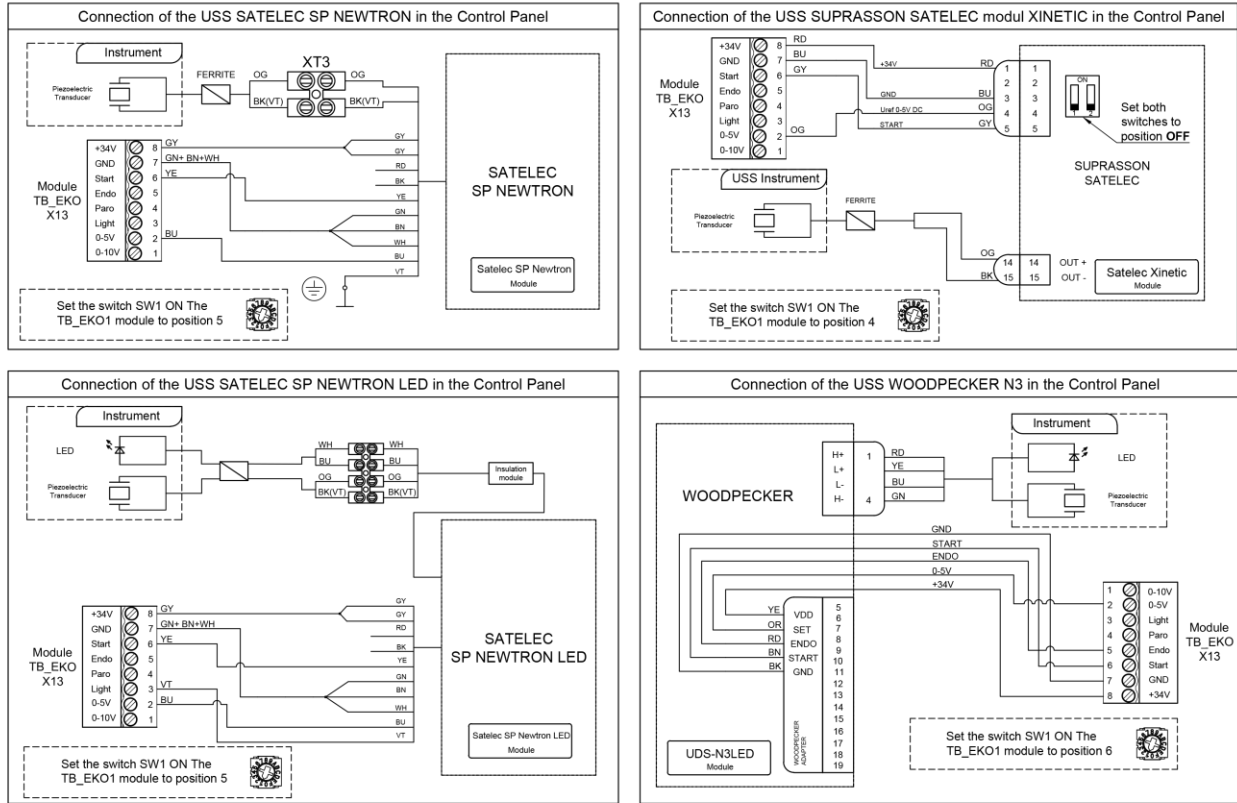 Connection of the USS SATELEC SP NEWTRON in the Control Panel
Instrument
Piezoelectric
Transducer
FERRITE
XT3
OG
OG
BK(VT)
BK(VT)
Module
TB_EKO
X13
+34V 8 GY
GND 7 GN+ BN+WH
Start 6 YE
Endo 5
Paro 4
Light 3
0-5V 2 BU
0-10V 1
GY
GY
RD
BK
YE
GN
BN
WH
BU
VT
SATELEC
SP NEWTRON
Satelec SP Newtron
Module
Set the switch SW1 ON The
TB_EKO1 module to position 5
Connection of the USS SUPRASSON SATELEC modul XINETIC in the Control Panel
Module
TB_EKO
X13
+34V 8 RD
GND 7 BU
Start 6 GY
Endo 5
Paro 4
Light 3
0-5V 2 OG
0-10V 1
+34V RD 1 1
2 2
GND BU 3 3
Uref 0-5V DC OG 4 4
START GY 5 5
ON
1 2
Set both
switches to
position OFF
SUPRASSON
SATELEC
USS Instrument
Piezoelectric
Transducer
FERRITE
OG 14 14 OUT +
BK 15 15 OUT -
Satelec Xinetic
Module
Set the switch SW1 ON The
TB_EKO1 module to position 4
Connection of the USS SATELEC SP NEWTRON LED in the Control Panel
Instrument
LED
Piezoelectric
Transducer
WH WH
BU BU
OG OG
BK(VT) BK(VT)
Insulation
module
Module
TB_EKO
X13
+34V 8 GY
GND 7 GN+ BN+WH
Start 6 YE
Endo 5
Paro 4
Light 3 VT
0-5V 2 BU
0-10V 1
GY
GY
RD
BK
YE
GN
BN
WH
BU
VT
SATELEC
SP NEWTRON LED
Satelec SP Newtron LED
Module
Set the switch SW1 ON The
TB_EKO1 module to position 5
Connection of the USS WOODPECKER N3 in the Control Panel
WOODPECKER
H+ 1 RD
L+ YE
L- BU
H- 4 GN
Instrument
LED
Piezoelectric
Transducer
GND
START
ENDO
0-5V
+34V
YE VDD
OR SET
RD ENDO
BN START
BK GND
5
6
7
8
9
10
11
12
13
14
15
16
17
18
19
WOODPECKER
ADAPTER
UDS-N3LED
Module
1 0-10V
2 0-5V
3 Light
4 Paro
5 Endo
6 Start
7 GND
8 +34V
Module
TB_EKO
X13
Set the switch SW1 ON The
TB_EKO1 module to position 6